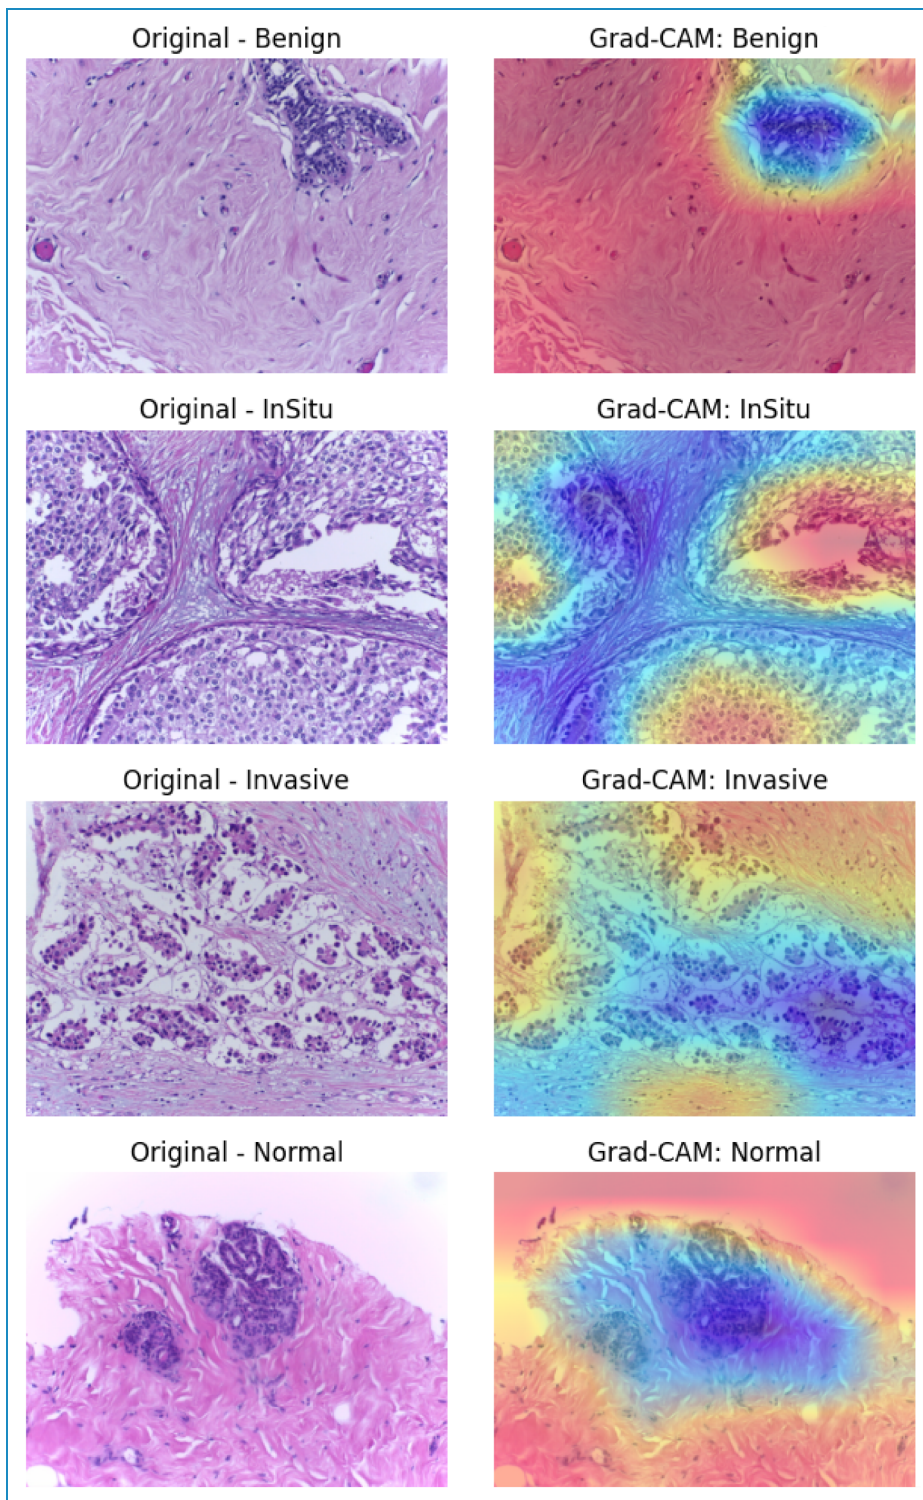 Original - Benign
Grad-CAM: Benign
Original - InSitu
Grad-CAM: InSitu
Original - Invasive
Grad-CAM: Invasive
Original - Normal
Grad-CAM: Normal